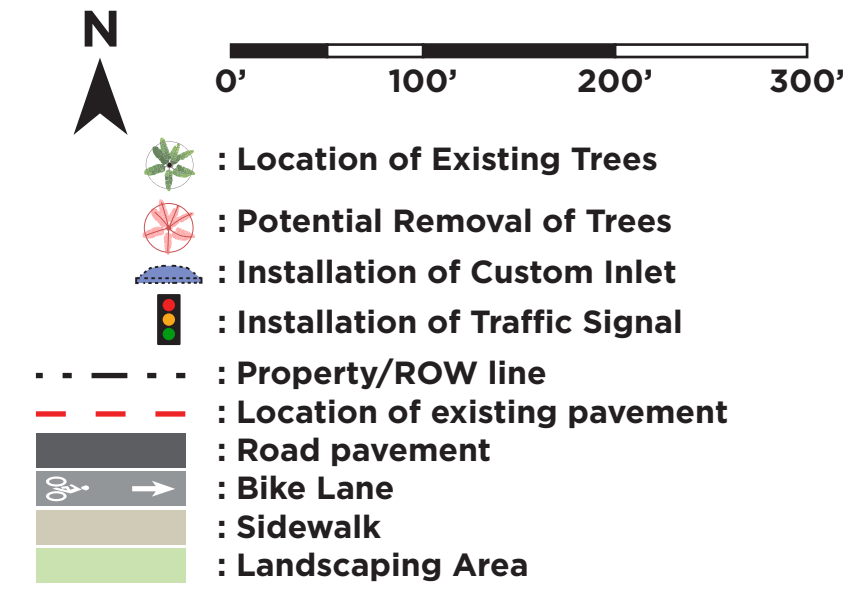 N
0’ 100’ 200’ 300’
: Location of Existing Trees
: Potential Removal of Trees
: Installation of Custom Inlet
: Installation of Traffic Signal
: Property/ROW line
: Location of existing pavement
: Road pavement
: Bike Lane
: Sidewalk
: Landscaping Area